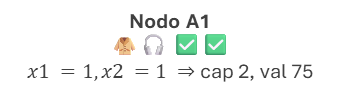 Nodo A1
🧥 🎧 ✅ ✅
x1 = 1, x2 = 1 ⇒ cap 2, val 75